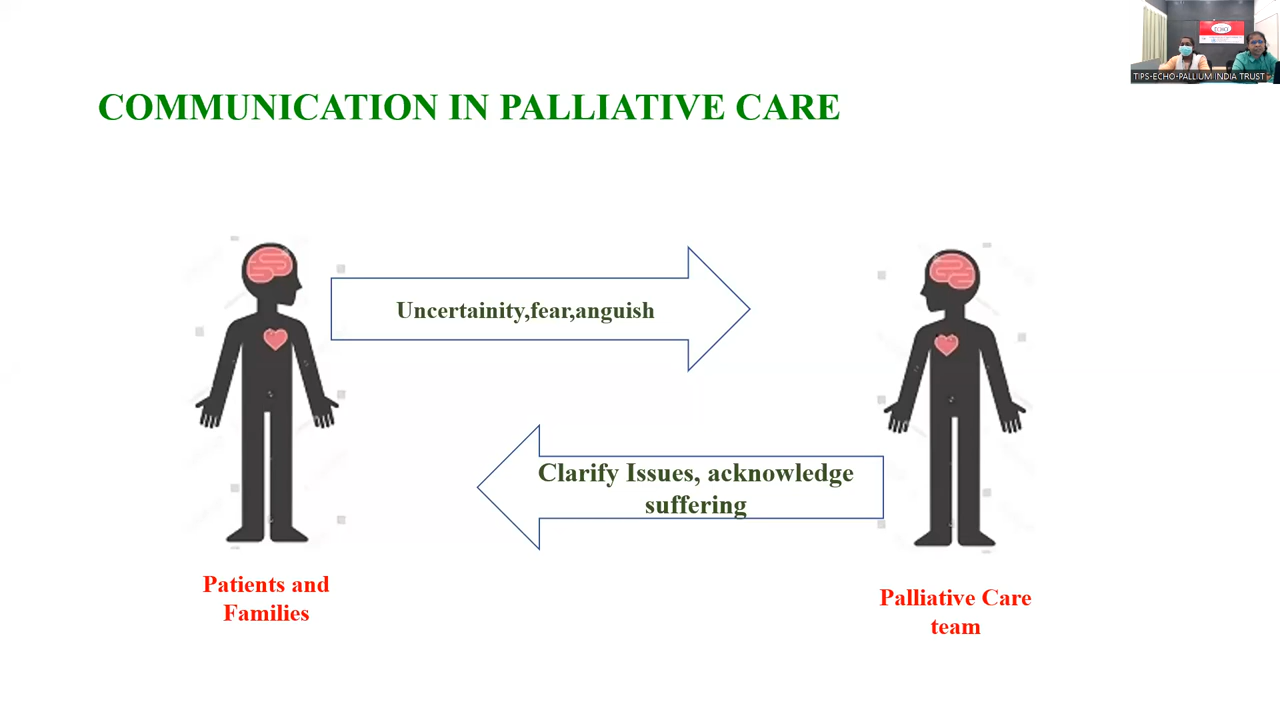 TIPS-ECHO-PALLIUM INDIA TRUST
COMMUNICATION IN PALLIATIVE CARE
Uncertainity,fear,anguish
Clarify Issues, acknowledge
suffering
Patients and
Families
Palliative Care
team